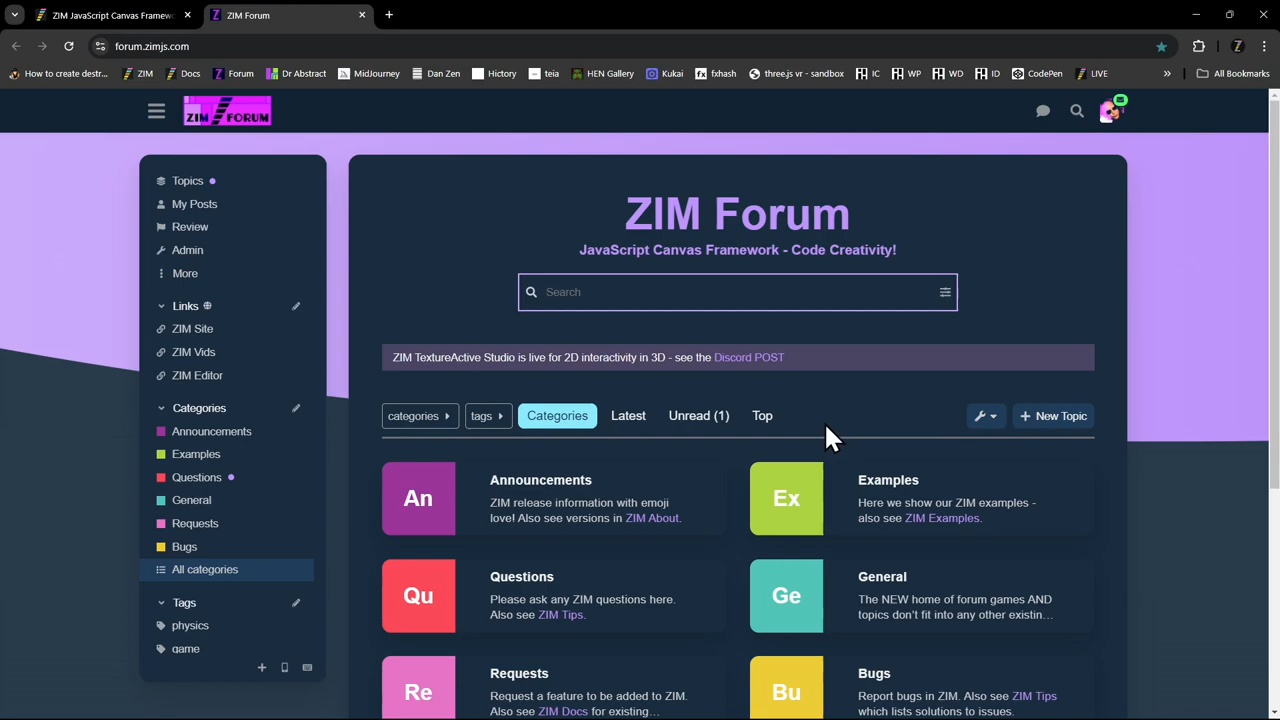 ZIM JavaScript Canvas Framewo
ZIM Forum
forum.zimjs.com
How to create destr...
ZIM
Docs
Forum
Dr Abstract
MidJourney
Dan Zen
Hictory
teia
HEN Gallery
Kukai
fxhash
three.js vr - sandbox
IC
WP
WD
ID
CodePen
LIVE
All Bookmarks
ZIM FORUM
Topics
My Posts
Review
Admin
More
Links
ZIM Site
ZIM Vids
ZIM Editor
Categories
Announcements
Examples
Questions
General
Requests
Bugs
All categories
Tags
physics
game
ZIM Forum
JavaScript Canvas Framework - Code Creativity!
Search
ZIM TextureActive Studio is live for 2D interactivity in 3D - see the Discord POST
categories
tags
Categories
Latest
Unread (1)
Top
New Topic
An
Announcements
ZIM release information with emoji
love! Also see versions in ZIM About.
Ex
Examples
Here we show our ZIM examples -
also see ZIM Examples.
Qu
Questions
Please ask any ZIM questions here.
Also see ZIM Tips.
Ge
General
The NEW home of forum games AND
topics don't fit into any other existin...
Re
Requests
Request a feature to be added to ZIM.
Also see ZIM Docs for existing...
Bu
Bugs
Report bugs in ZIM. Also see ZIM Tips
which lists solutions to issues.